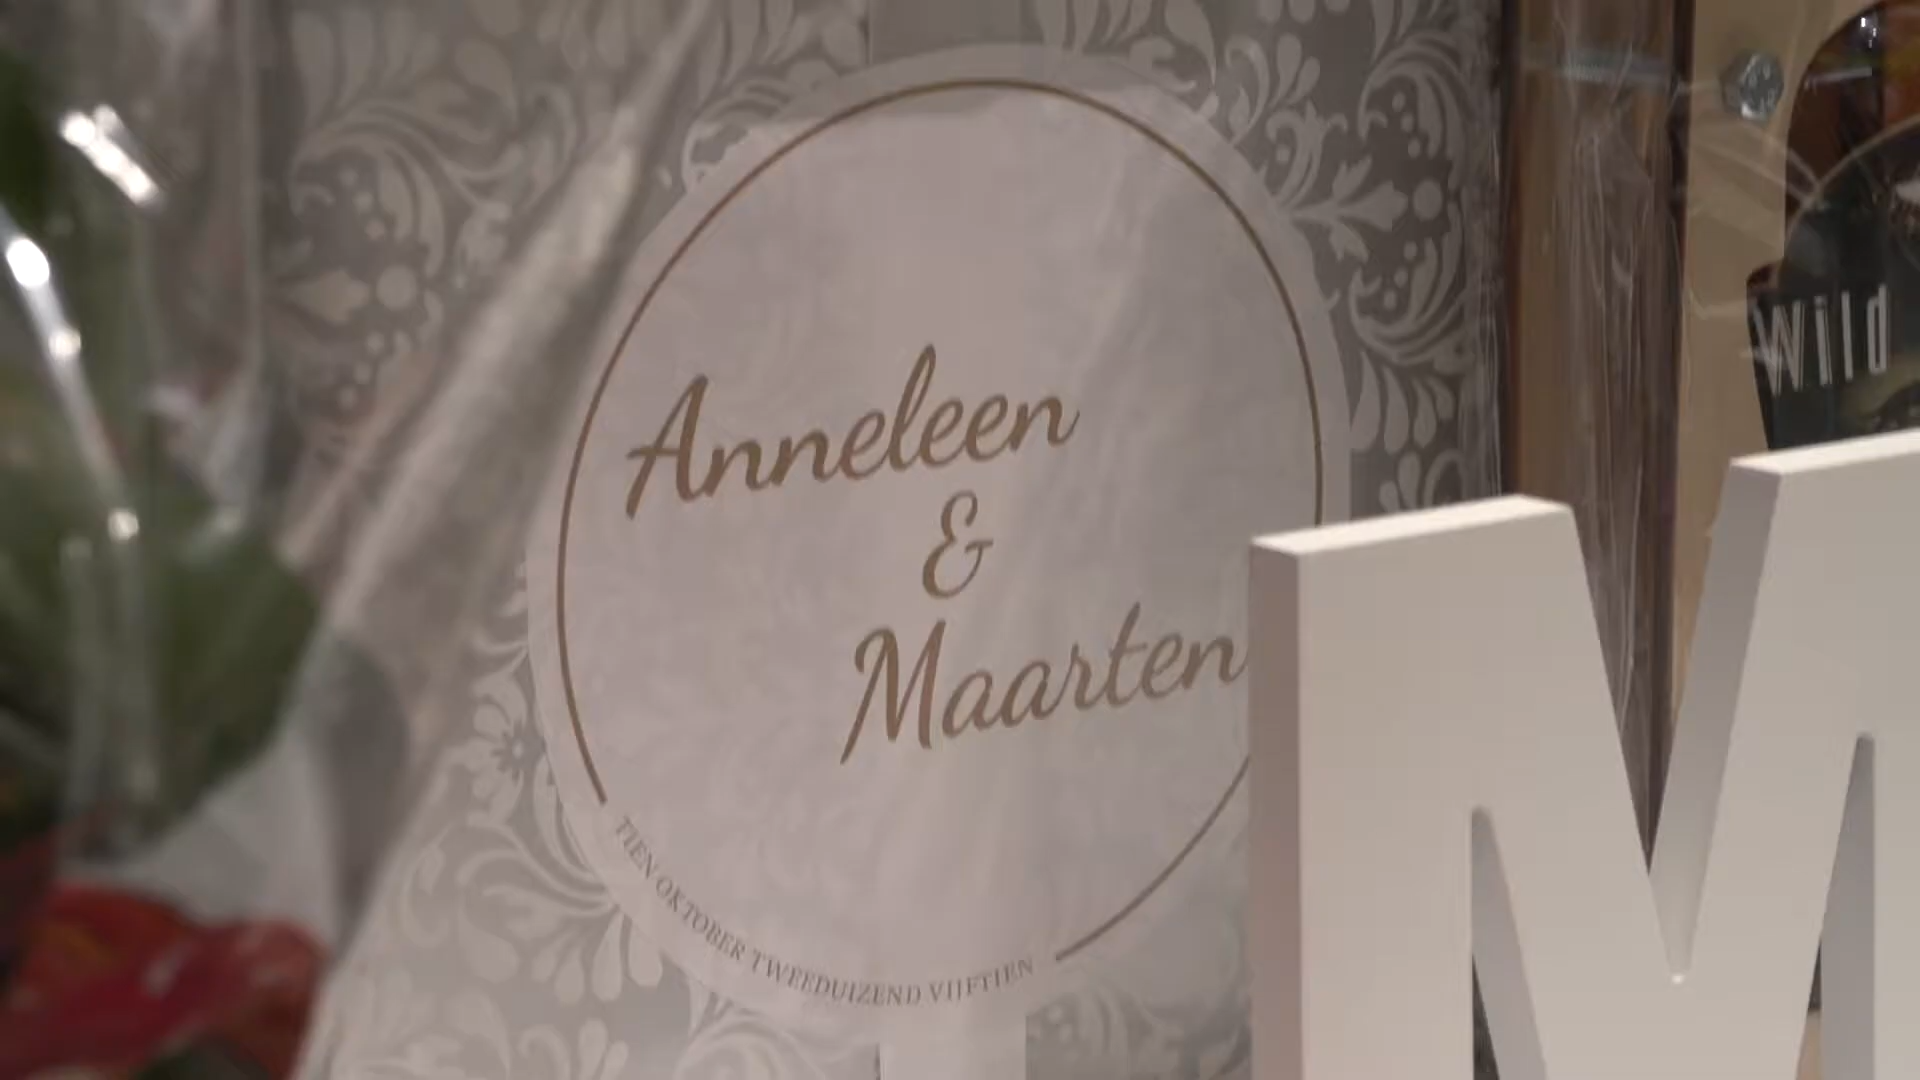 Anneleen
&
Maarten
TIEN OKTOBER TWEEDUIZEND VIJFTIEN
Wild
M